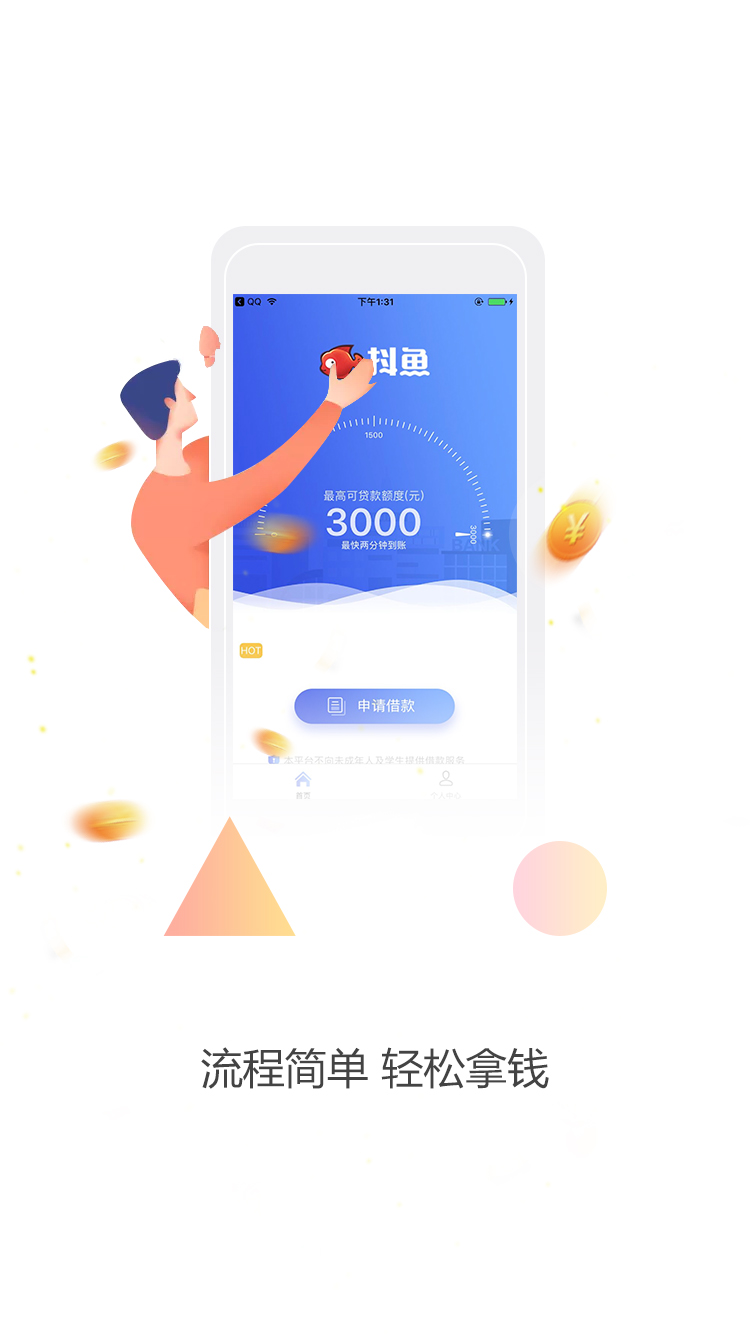 QQ 下午1:31
抖鱼
1500
最高可贷款额度(元)
3000
3000
最快两分钟到账
BANK
HOT
申请借款
本平台不向未成年人及学生提供借款服务
首页
个人中心
流程简单 轻松拿钱